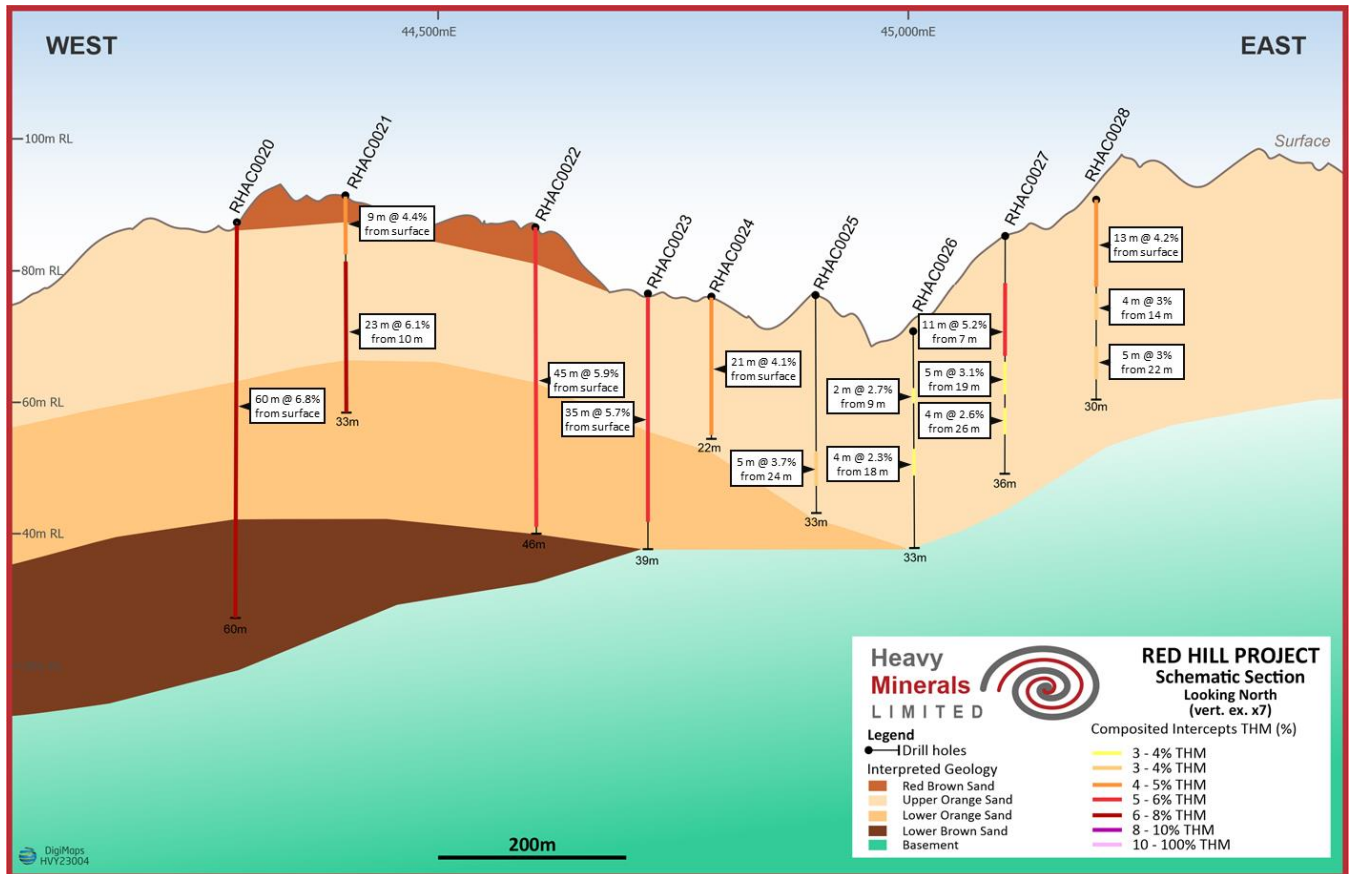 WEST
44,500mE
45,000mE
EAST
100m RL
80m RL
60m RL
40m RL
Surface
RHAC0020
RHAC0021
RHAC0022
RHAC0023
RHAC0024
RHAC0025
RHAC0026
RHAC0027
RHAC0028
9 m @ 4.4%
from surface
23 m @ 6.1%
from 10 m
60 m @ 6.8%
from surface
45 m @ 5.9%
from surface
35 m @ 5.7%
from surface
21 m @ 4.1%
from surface
5 m @ 3.7%
from 24 m
2 m @ 2.7%
from 9 m
4 m @ 2.3%
from 18 m
11 m @ 5.2%
from 7 m
5 m @ 3.1%
from 19 m
4 m @ 2.6%
from 26 m
13 m @ 4.2%
from surface
4 m @ 3%
from 14 m
5 m @ 3%
from 22 m
60m
33m
46m
39m
22m
33m
33m
36m
30m
Heavy
Minerals
LIMITED
RED HILL PROJECT
Schematic Section
Looking North
(vert. ex. x7)
Legend
Drill holes
Interpreted Geology
Red Brown Sand
Upper Orange Sand
Lower Orange Sand
Lower Brown Sand
Basement
Composited Intercepts THM (%)
3 - 4% THM
3 - 4% THM
4 - 5% THM
5 - 6% THM
6 - 8% THM
8 - 10% THM
10 - 100% THM
200m
DigiMaps
HVY23004